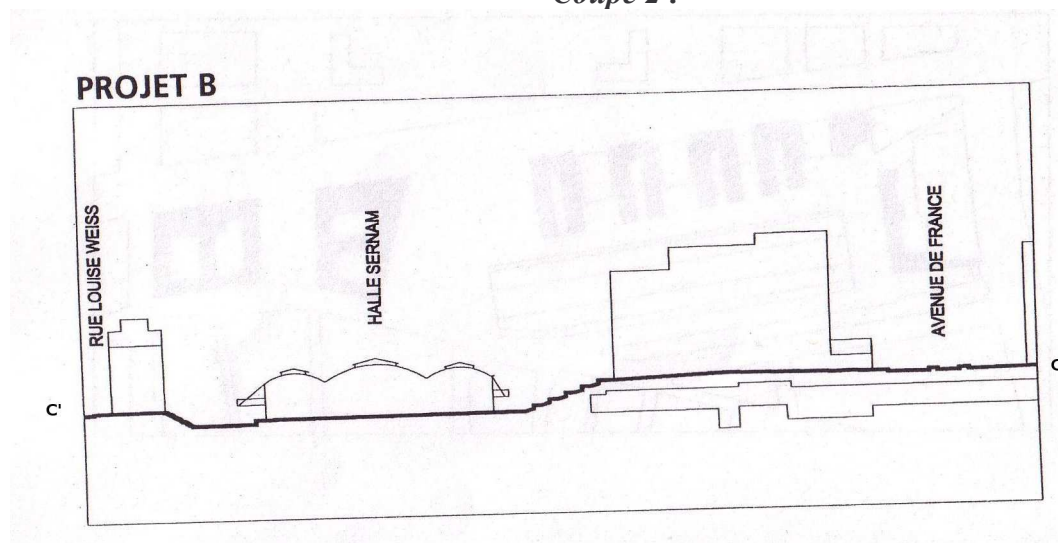 Coupe 2 :
PROJET B
RUE LOUISE WEISS
HALLE SERNAM
AVENUE DE FRANCE
C'
C